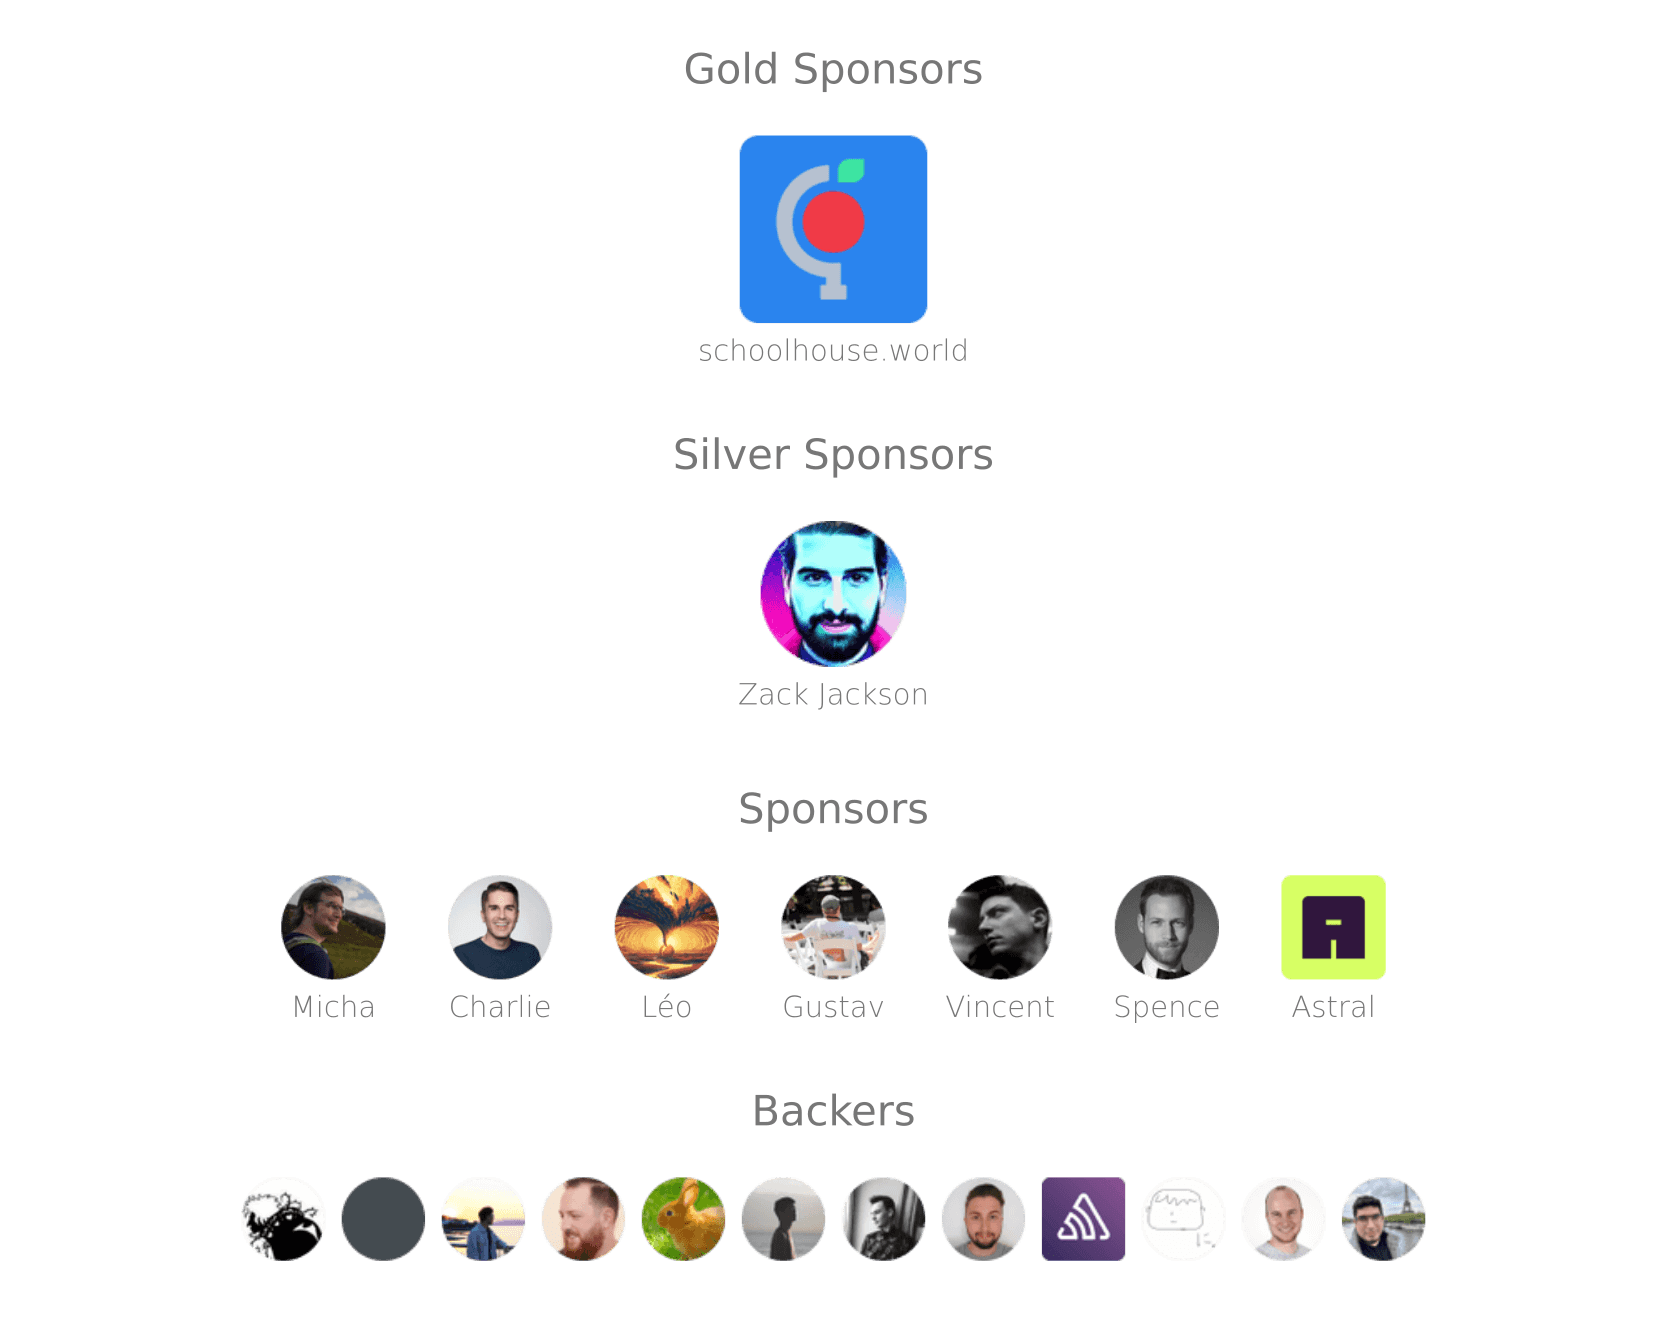 Gold Sponsors
schoolhouse.world
Silver Sponsors
Zack Jackson
Sponsors
Micha Charlie Léo Gustav Vincent Spence Astral
Backers